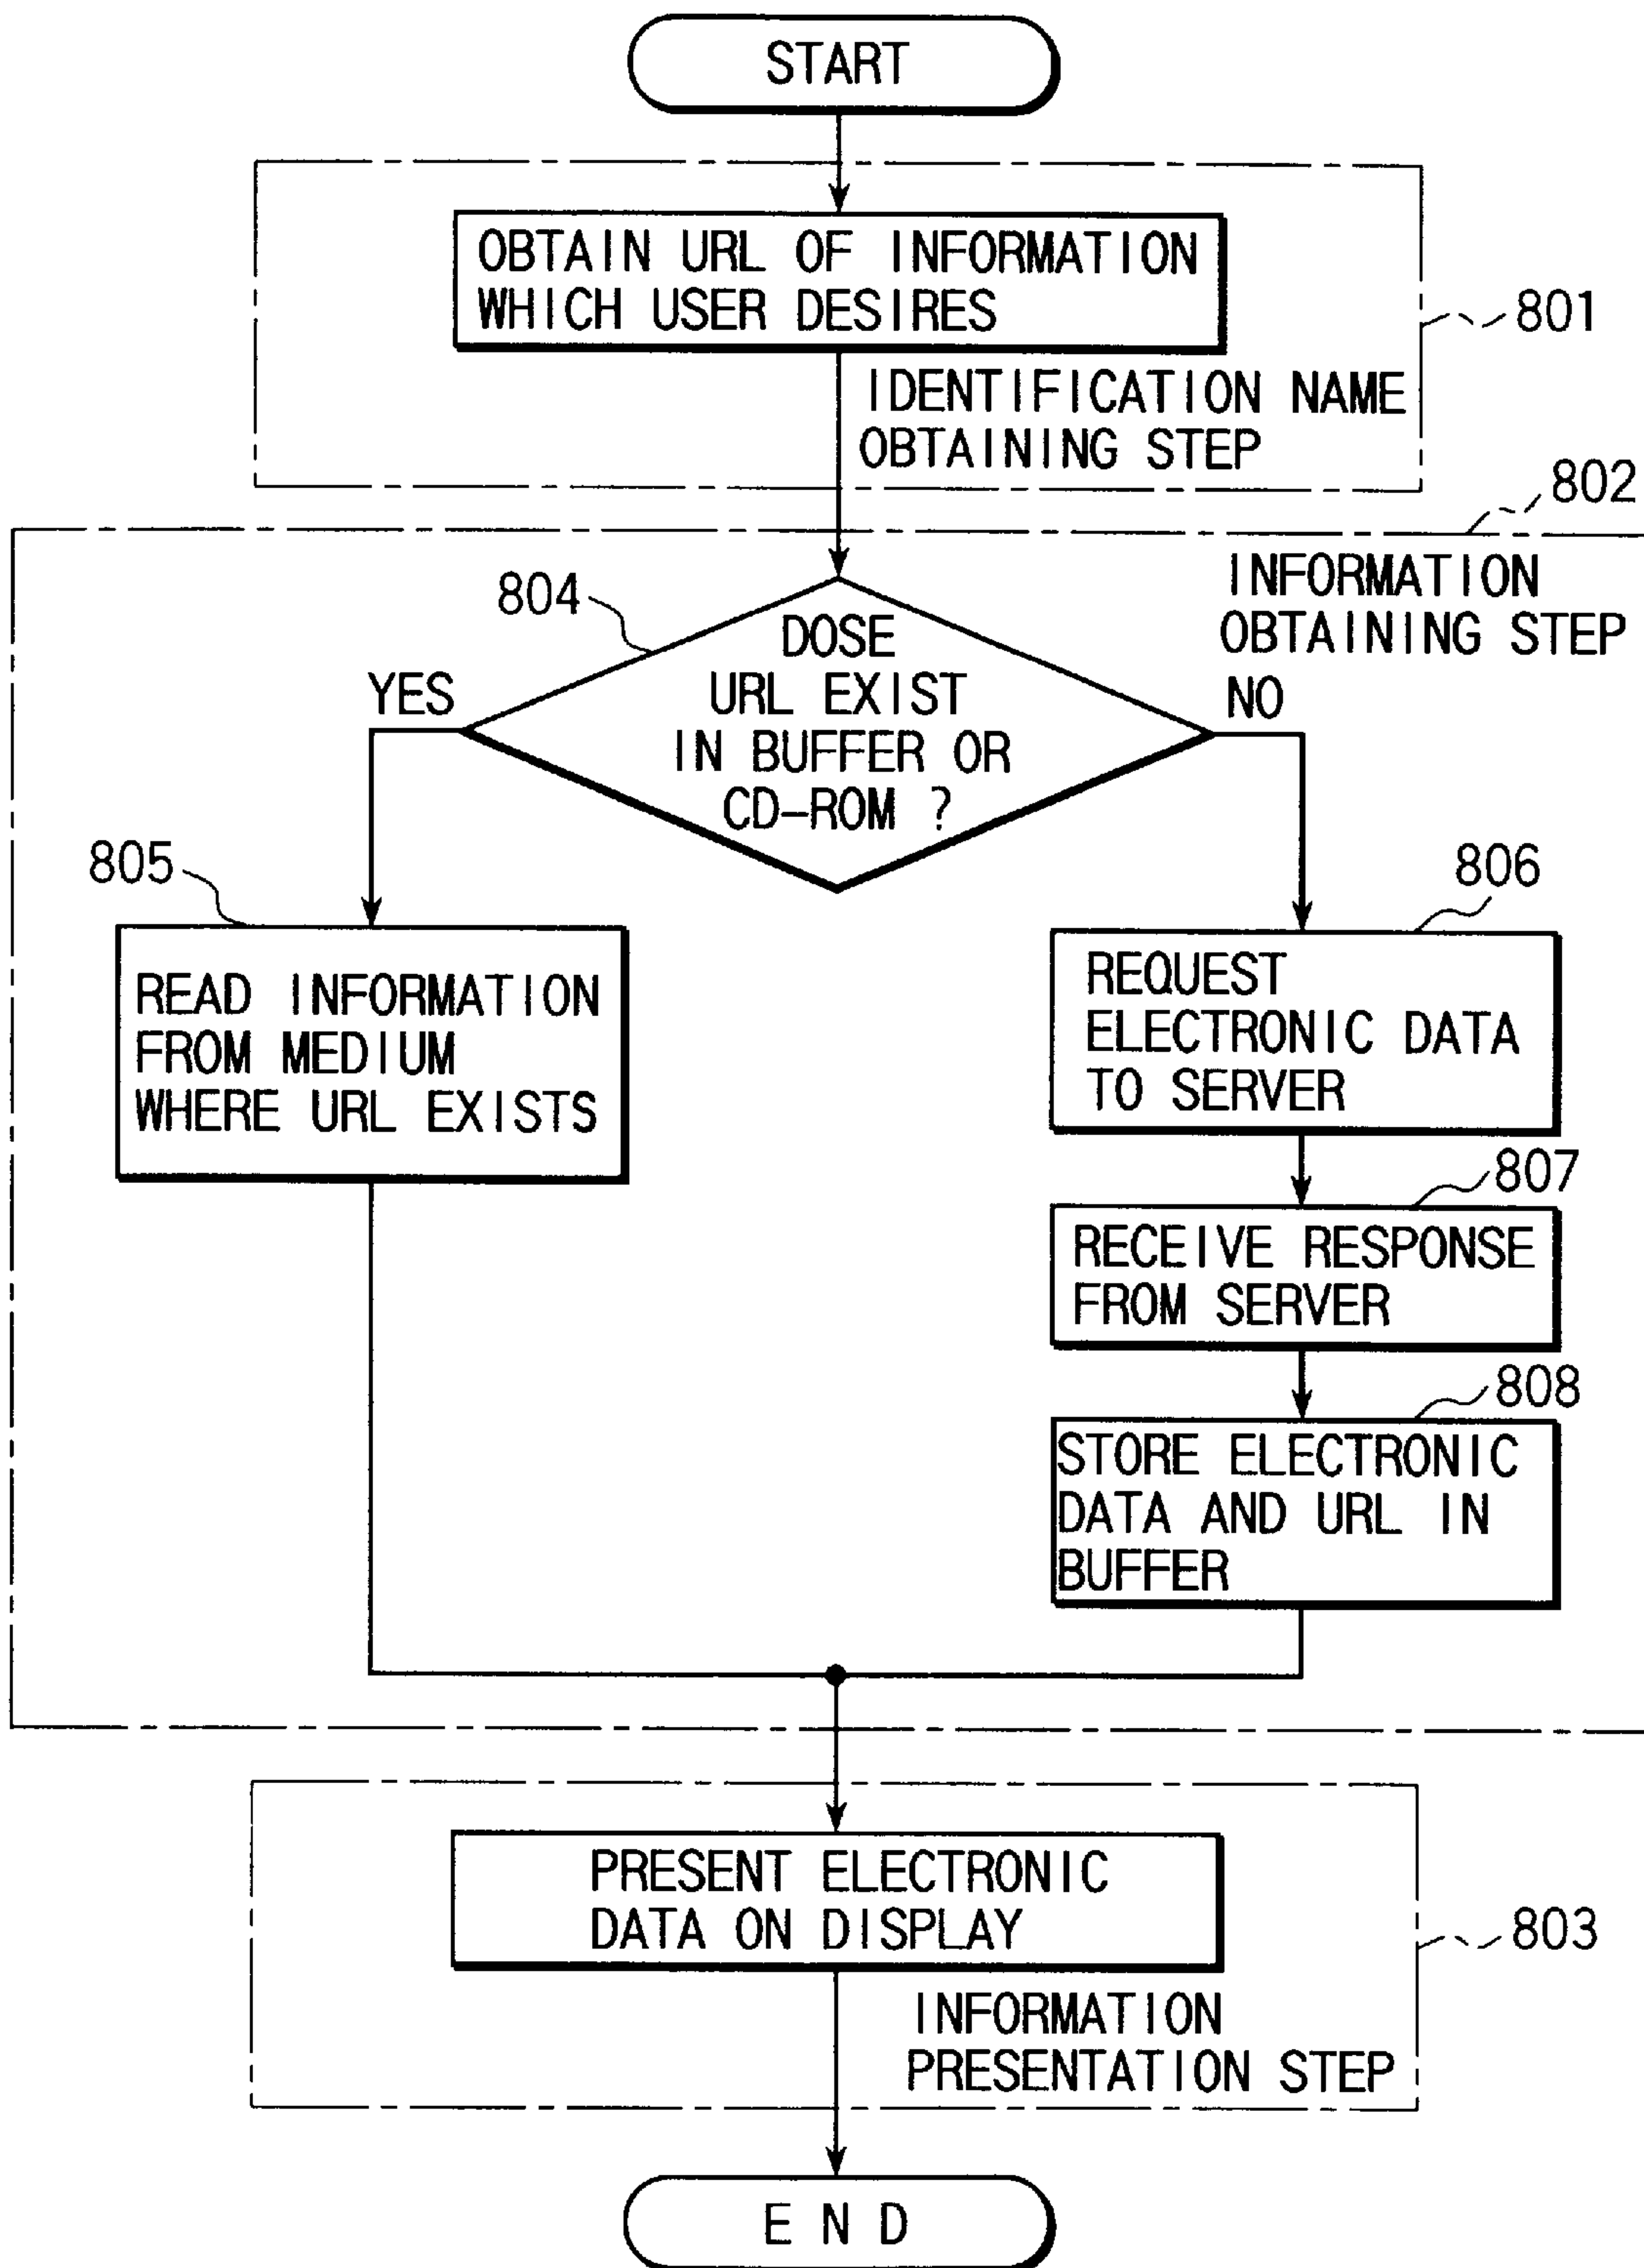 START
OBTAIN URL OF INFORMATION
WHICH USER DESIRES
801
IDENTIFICATION NAME
OBTAINING STEP
802
INFORMATION
OBTAINING STEP
804
DOSE
URL EXIST
IN BUFFER OR
CD-ROM ?
YES
NO
805
READ INFORMATION
FROM MEDIUM
WHERE URL EXISTS
806
REQUEST
ELECTRONIC DATA
TO SERVER
807
RECEIVE RESPONSE
FROM SERVER
808
STORE ELECTRONIC
DATA AND URL IN
BUFFER
PRESENT ELECTRONIC
DATA ON DISPLAY
803
INFORMATION
PRESENTATION STEP
END